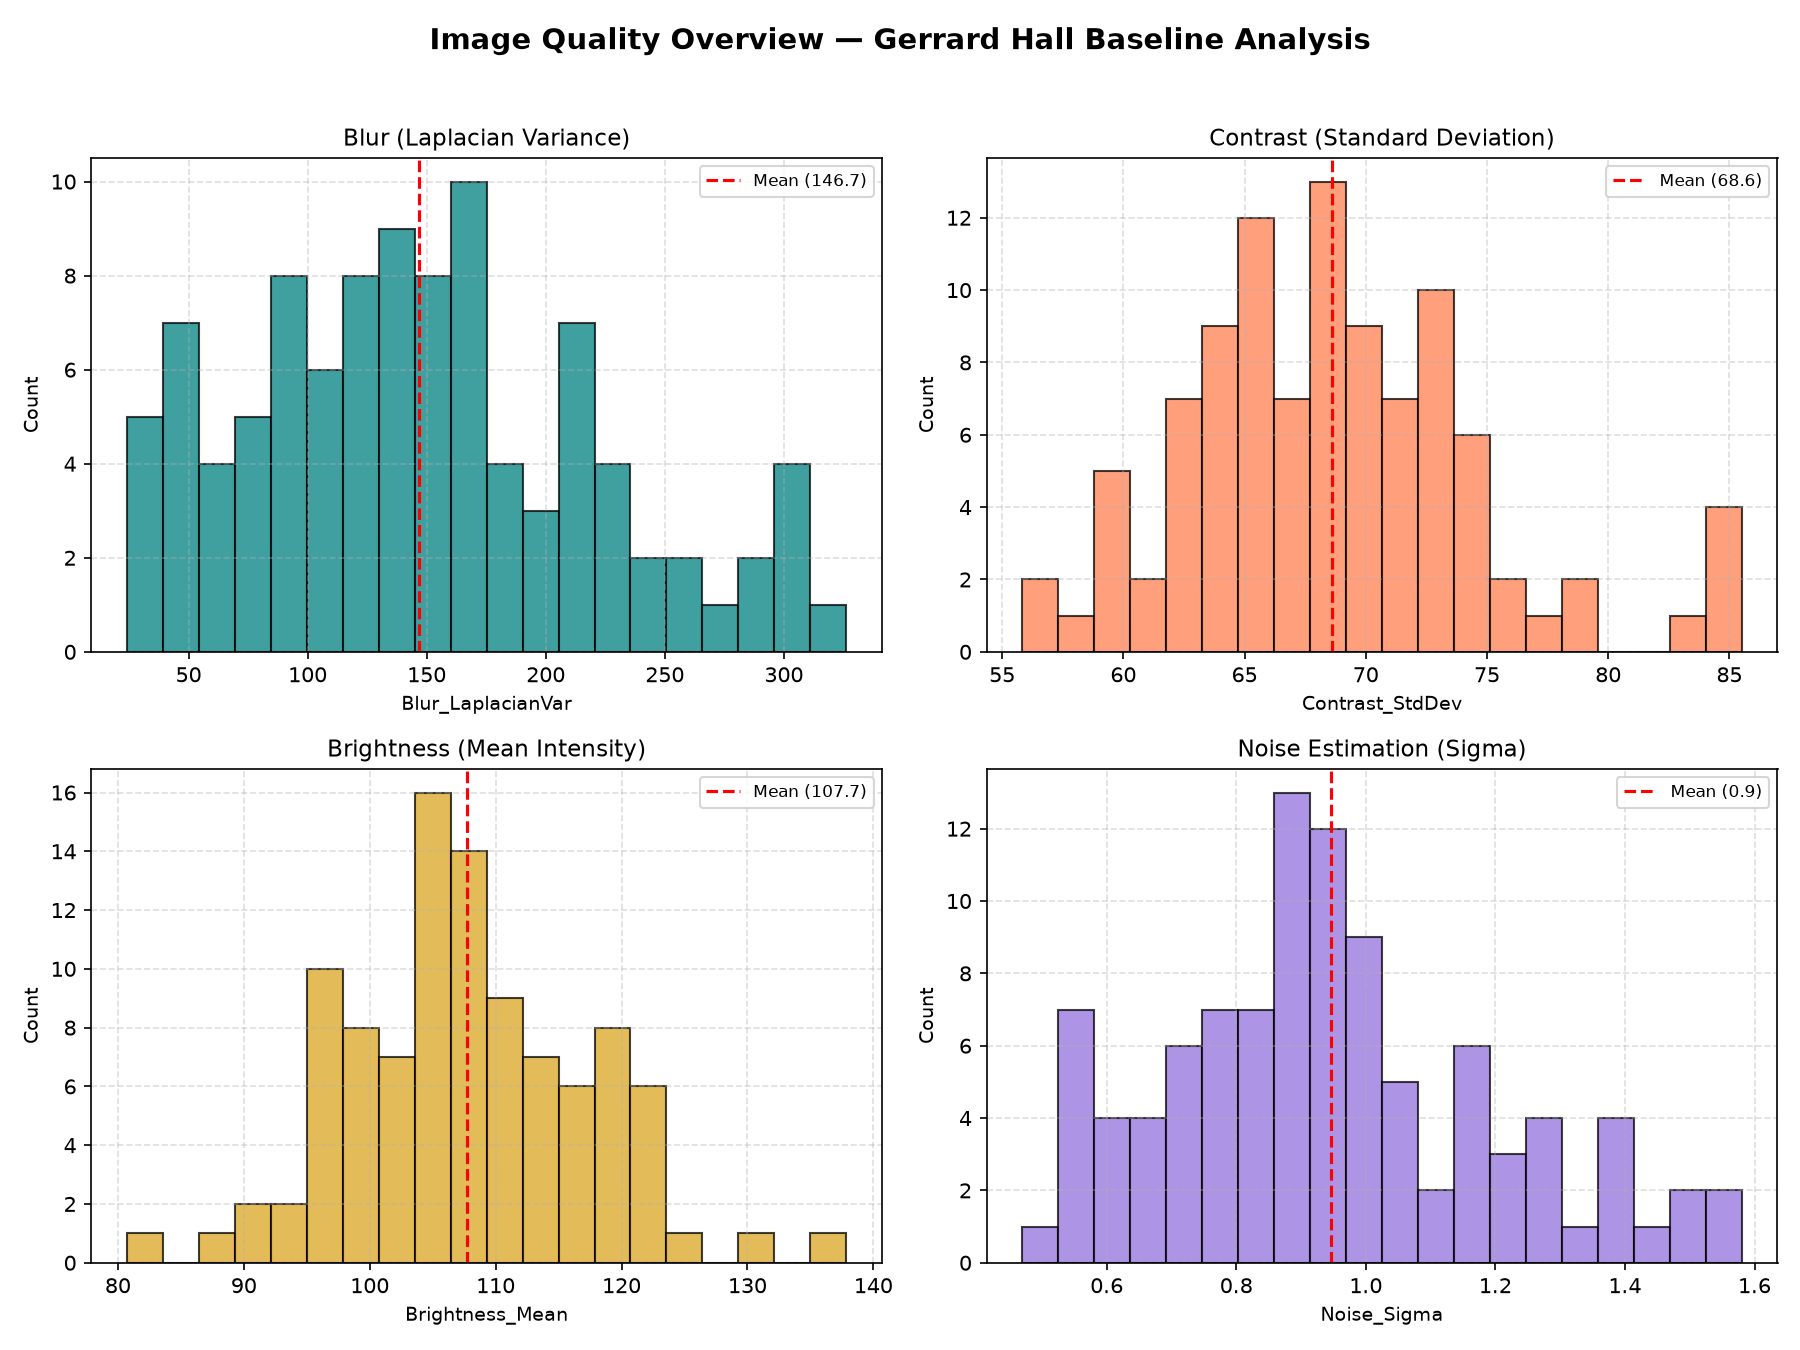 Image Quality Overview — Gerrard Hall Baseline Analysis
Blur (Laplacian Variance)
Mean (146.7)
Count
0
2
4
6
8
10
50 100 150 200 250 300
Blur_LaplacianVar
Contrast (Standard Deviation)
Mean (68.6)
Count
0
2
4
6
8
10
12
55 60 65 70 75 80 85
Contrast_StdDev
Brightness (Mean Intensity)
Mean (107.7)
Count
0
2
4
6
8
10
12
14
16
80 90 100 110 120 130 140
Brightness_Mean
Noise Estimation (Sigma)
Mean (0.9)
Count
0
2
4
6
8
10
12
0.6 0.8 1.0 1.2 1.4 1.6
Noise_Sigma